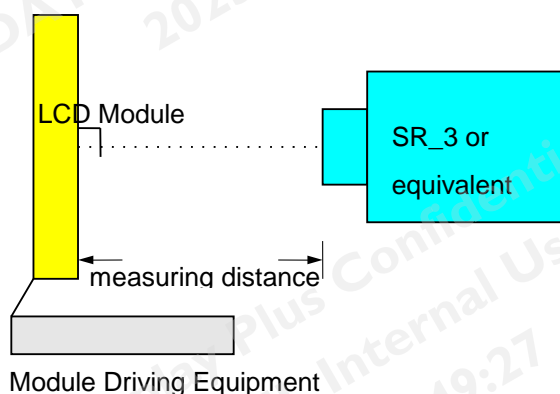 LCD Module
SR_3 or
equivalent
measuring distance
Module Driving Equipment